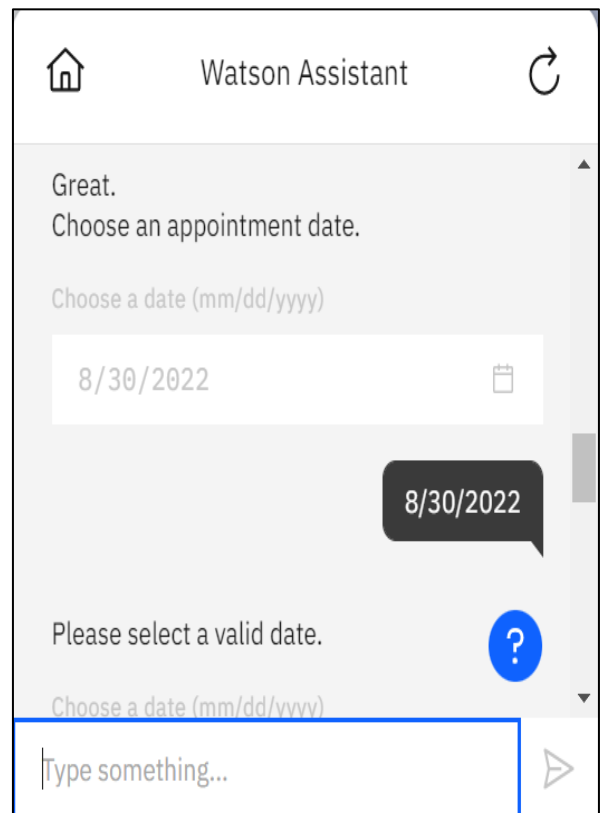 Watson Assistant
Great.
Choose an appointment date.
Choose a date (mm/dd/yyyy)
8/30/2022
8/30/2022
Please select a valid date.
?
Choose a date (mm/dd/yyyy)
Type something...